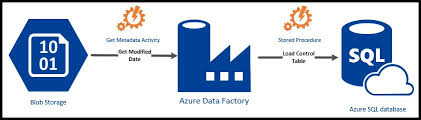 10
01
Blob Storage
Get Metadata Activity
Get Modified
Date
Azure Data Factory
Stored Procedure
Load Control
Table
SQL
Azure SQL database